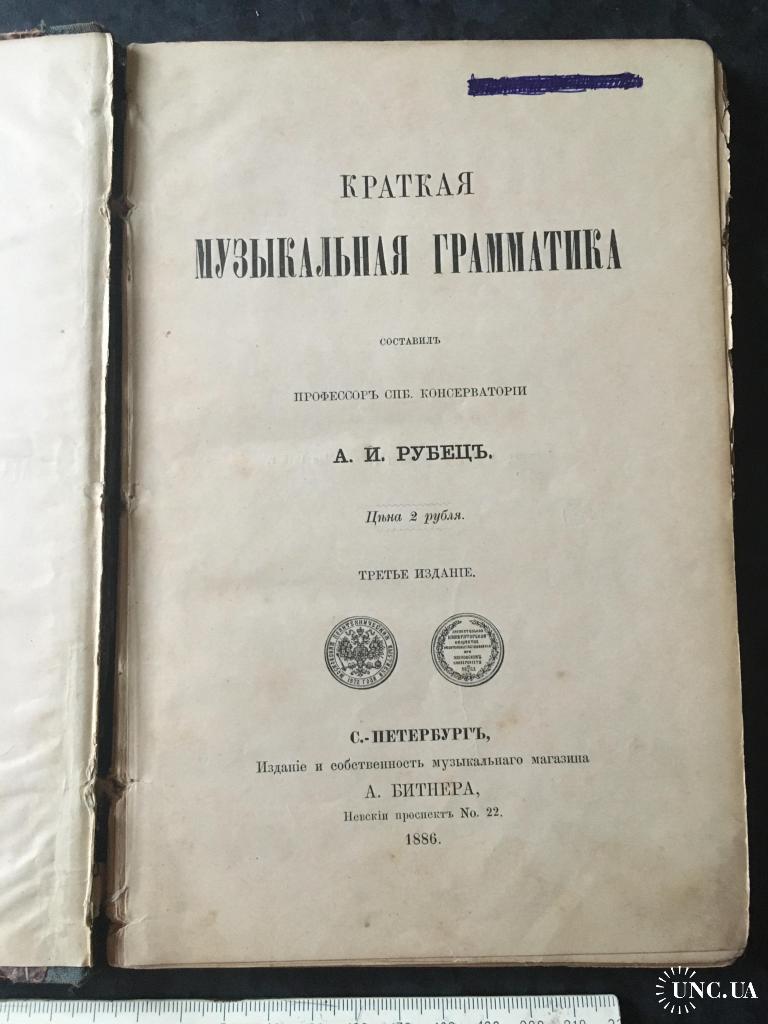 КРАТКАЯ
МУЗЫКАЛЬНАЯ ГРАММАТИКА
СОСТАВИЛЪ
ПРОФЕССОРЪ СПБ. КОНСЕРВАТОРІИ
А. И. РУБЕЦЪ.
Цѣна 2 рубля.
ТРЕТЬЕ ИЗДАНІЕ.
С.-ПЕТЕРБУРГЪ,
Изданіе и собственность музыкальнаго магазина
А. БИТНЕРА,
Невскій проспектъ No. 22.
1886.
UNC.UA